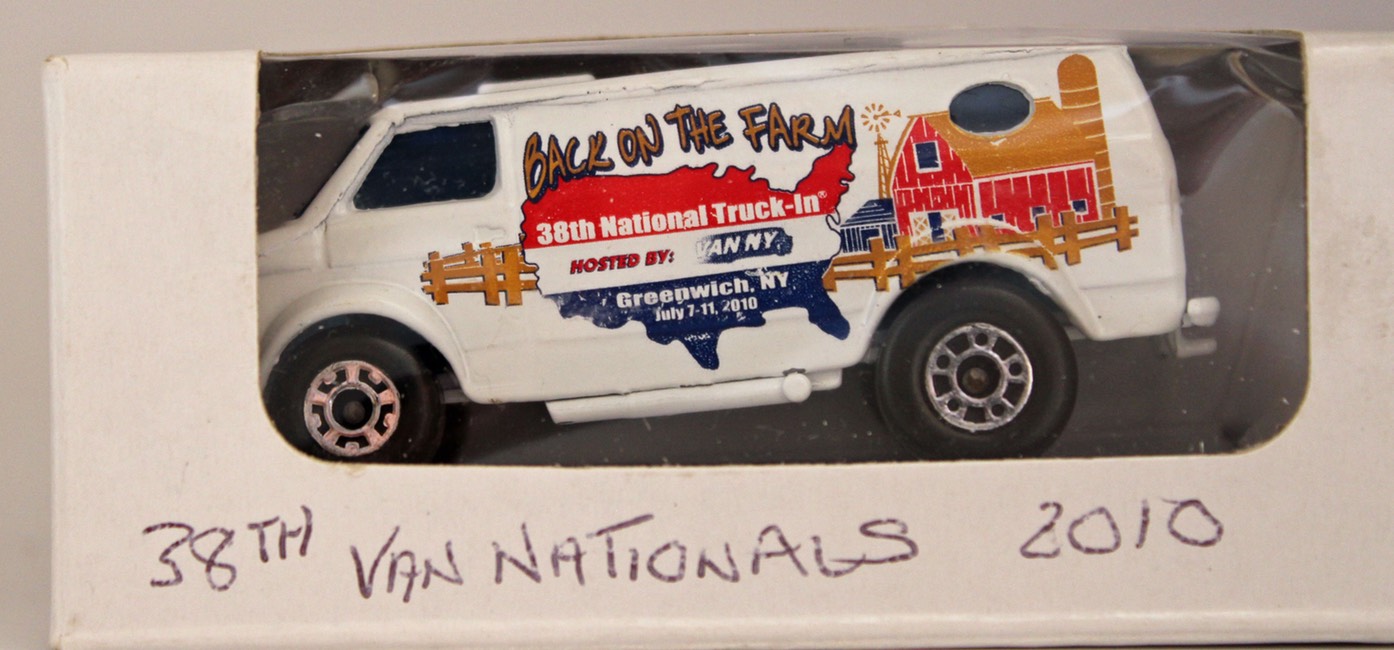 BACK ON THE FARM
38th National Truck-In®
HOSTED BY: VAN NY
Greenwich, NY
July 7-11, 2010
38TH VAN NATIONALS 2010